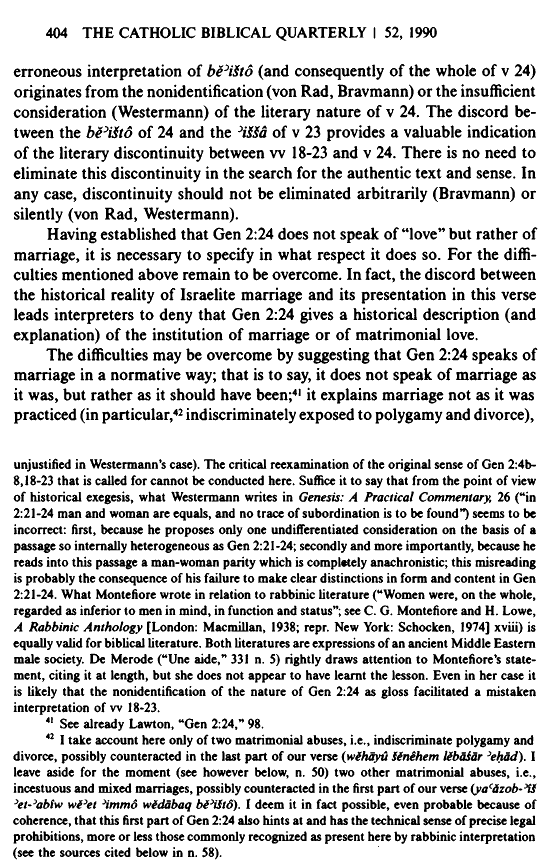 404 THE CATHOLIC BIBLICAL QUARTERLY | 52, 1990
erroneous interpretation of bĕʾištô (and consequently of the whole of v 24)
originates from the nonidentification (von Rad, Bravmann) or the insufficient
consideration (Westermann) of the literary nature of v 24. The discord be-
tween the bĕʾištô of 24 and the ʾiššâ of v 23 provides a valuable indication
of the literary discontinuity between vv 18-23 and v 24. There is no need to
eliminate this discontinuity in the search for the authentic text and sense. In
any case, discontinuity should not be eliminated arbitrarily (Bravmann) or
silently (von Rad, Westermann).
Having established that Gen 2:24 does not speak of “love” but rather of
marriage, it is necessary to specify in what respect it does so. For the diffi-
culties mentioned above remain to be overcome. In fact, the discord between
the historical reality of Israelite marriage and its presentation in this verse
leads interpreters to deny that Gen 2:24 gives a historical description (and
explanation) of the institution of marriage or of matrimonial love.
The difficulties may be overcome by suggesting that Gen 2:24 speaks of
marriage in a normative way; that is to say, it does not speak of marriage as
it was, but rather as it should have been;⁴¹ it explains marriage not as it was
practiced (in particular,⁴² indiscriminately exposed to polygamy and divorce),
unjustified in Westermann’s case). The critical reexamination of the original sense of Gen 2:4b-
8,18-23 that is called for cannot be conducted here. Suffice it to say that from the point of view
of historical exegesis, what Westermann writes in Genesis: A Practical Commentary, 26 (“in
2:21-24 man and woman are equals, and no trace of subordination is to be found”) seems to be
incorrect: first, because he proposes only one undifferentiated consideration on the basis of a
passage so internally heterogeneous as Gen 2:21-24; secondly and more importantly, because he
reads into this passage a man-woman parity which is completely anachronistic; this misreading
is probably the consequence of his failure to make clear distinctions in form and content in Gen
2:21-24. What Montefiore wrote in relation to rabbinic literature (“Women were, on the whole,
regarded as inferior to men in mind, in function and status”; see C. G. Montefiore and H. Lowe,
A Rabbinic Anthology [London: Macmillan, 1938; repr. New York: Schocken, 1974] xviii) is
equally valid for biblical literature. Both literatures are expressions of an ancient Middle Eastern
male society. De Merode (“Une aide,” 331 n. 5) rightly draws attention to Montefiore’s state-
ment, citing it at length, but she does not appear to have learnt the lesson. Even in her case it
is likely that the nonidentification of the nature of Gen 2:24 as gloss facilitated a mistaken
interpretation of vv 18-23.
⁴¹ See already Lawton, “Gen 2:24,” 98.
⁴² I take account here only of two matrimonial abuses, i.e., indiscriminate polygamy and
divorce, possibly counteracted in the last part of our verse (wĕhāyû šĕnêhem lĕbāśār ʾeḥād). I
leave aside for the moment (see however below, n. 50) two other matrimonial abuses, i.e.,
incestuous and mixed marriages, possibly counteracted in the first part of our verse (yaʿăzob-ʾîš
ʾet-ʾābîw wĕʾet ʾimmô wĕdābaq bĕʾištô). I deem it in fact possible, even probable because of
coherence, that this first part of Gen 2:24 also hints at and has the technical sense of precise legal
prohibitions, more or less those commonly recognized as present here by rabbinic interpretation
(see the sources cited below in n. 58).